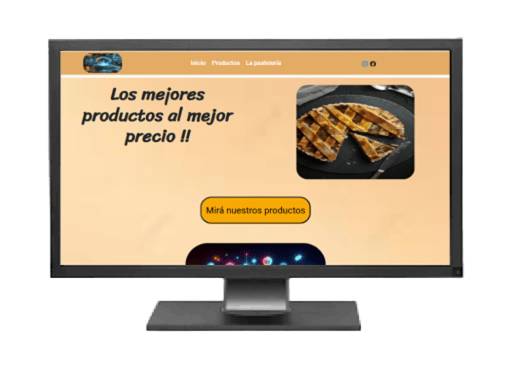 Inicio Productos La pastelería
Los mejores
productos al mejor
precio !!
Mirá nuestros productos